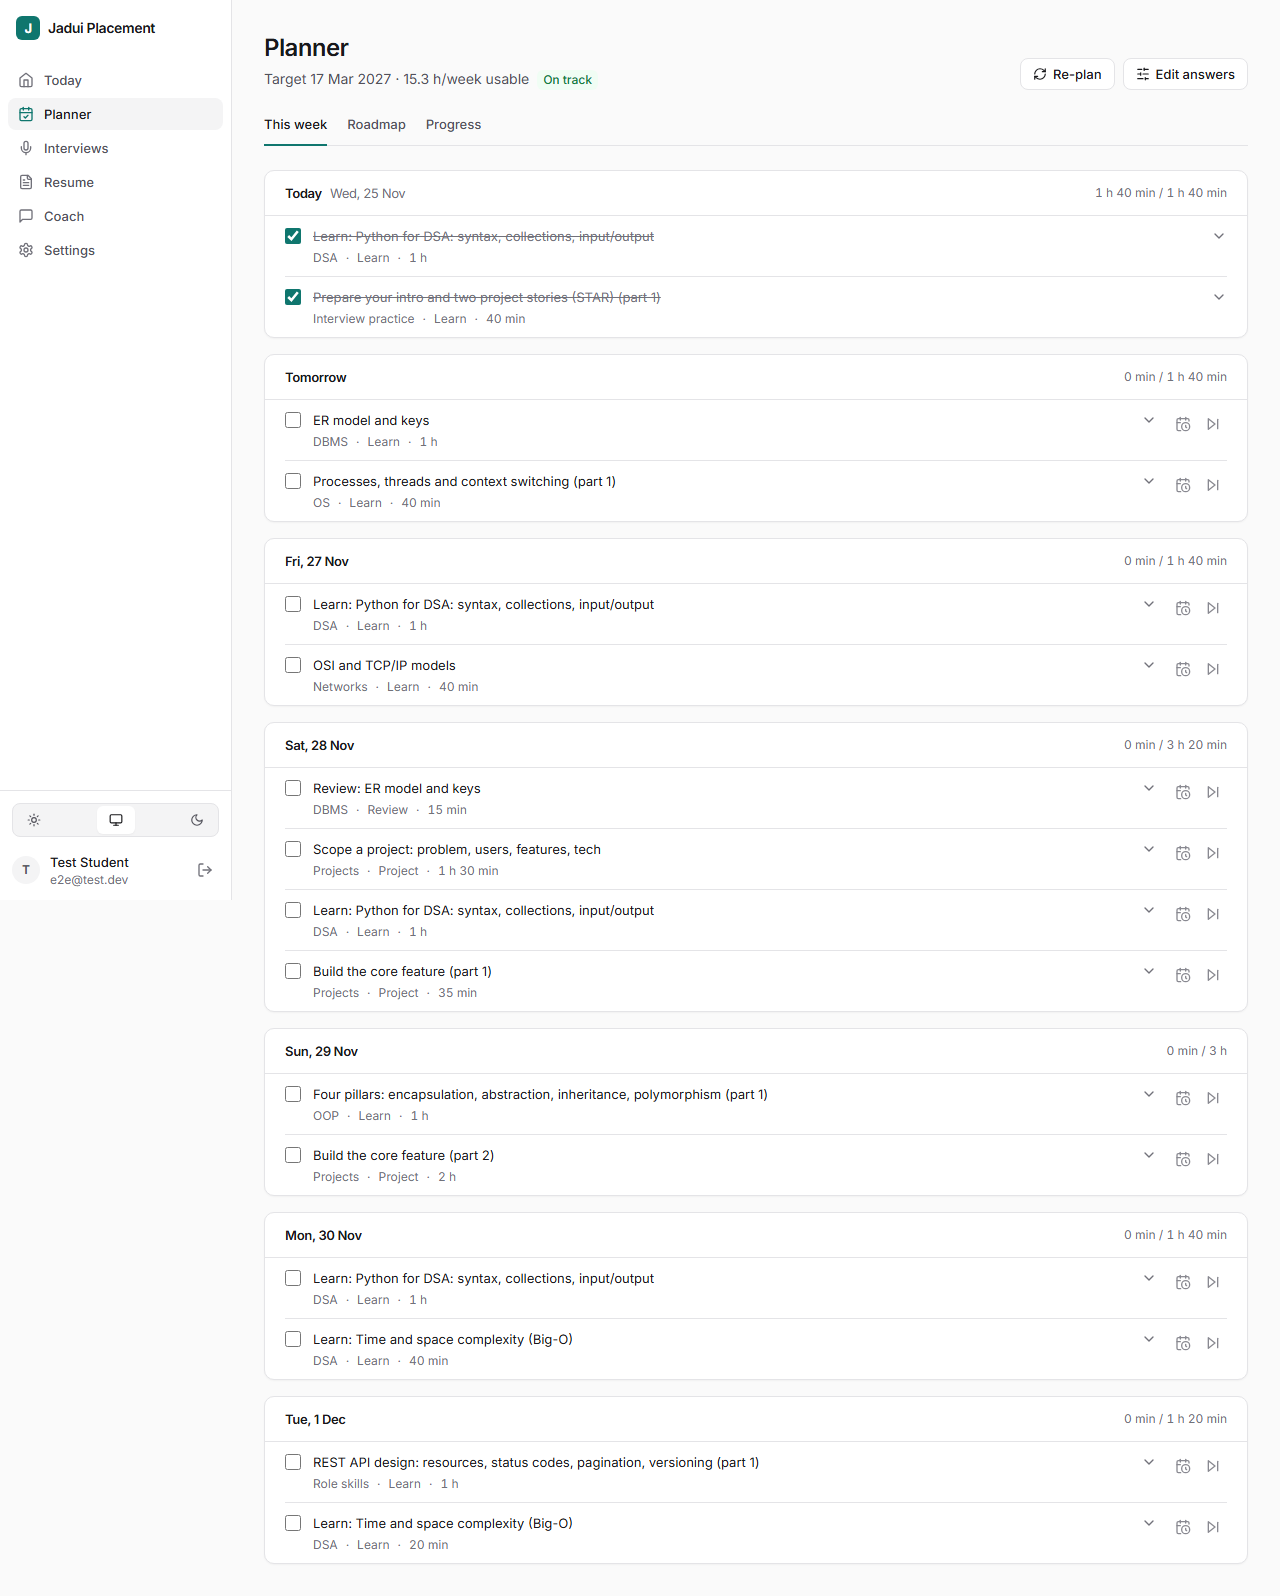 J Jadui Placement
Today
Planner
Interviews
Resume
Coach
Settings
T
Test Student
e2e@test.dev
Planner
Target 17 Mar 2027 · 15.3 h/week usable On track
Re-plan
Edit answers
This week Roadmap Progress
Today Wed, 25 Nov 1 h 40 min / 1 h 40 min
Learn: Python for DSA: syntax, collections, input/output
DSA · Learn · 1 h
Prepare your intro and two project stories (STAR) (part 1)
Interview practice · Learn · 40 min
Tomorrow 0 min / 1 h 40 min
ER model and keys
DBMS · Learn · 1 h
Processes, threads and context switching (part 1)
OS · Learn · 40 min
Fri, 27 Nov 0 min / 1 h 40 min
Learn: Python for DSA: syntax, collections, input/output
DSA · Learn · 1 h
OSI and TCP/IP models
Networks · Learn · 40 min
Sat, 28 Nov 0 min / 3 h 20 min
Review: ER model and keys
DBMS · Review · 15 min
Scope a project: problem, users, features, tech
Projects · Project · 1 h 30 min
Learn: Python for DSA: syntax, collections, input/output
DSA · Learn · 1 h
Build the core feature (part 1)
Projects · Project · 35 min
Sun, 29 Nov 0 min / 3 h
Four pillars: encapsulation, abstraction, inheritance, polymorphism (part 1)
OOP · Learn · 1 h
Build the core feature (part 2)
Projects · Project · 2 h
Mon, 30 Nov 0 min / 1 h 40 min
Learn: Python for DSA: syntax, collections, input/output
DSA · Learn · 1 h
Learn: Time and space complexity (Big-O)
DSA · Learn · 40 min
Tue, 1 Dec 0 min / 1 h 20 min
REST API design: resources, status codes, pagination, versioning (part 1)
Role skills · Learn · 1 h
Learn: Time and space complexity (Big-O)
DSA · Learn · 20 min